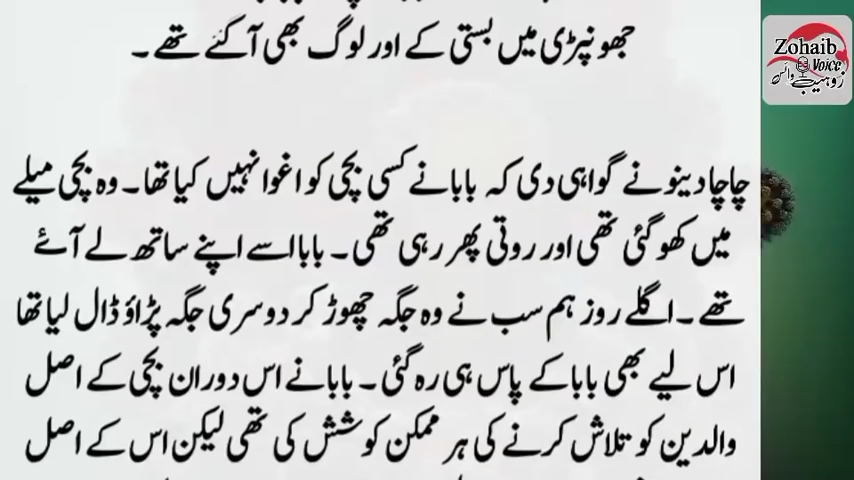 جھونپڑی میں بستی کے اور لوگ بھی آگئے تھے۔
چاچا دینو نے گواہی دی کہ بابا نے کسی بچی کو اغوا نہیں کیا تھا۔ وہ بچی میلے
میں کھو گئی تھی اور روتی پھر رہی تھی۔ بابا اسے اپنے ساتھ لے آئے
تھے۔ اگلے روز ہم سب نے وہ جگہ چھوڑ کر دوسری جگہ پڑاؤ ڈال لیا تھا
اس لیے بھی بابا کے پاس ہی رہ گئی۔ بابا نے اس دوران بچی کے اصل
والدین کو تلاش کرنے کی ہر ممکن کوشش کی تھی لیکن اس کے اصل
Zohaib
Voice
زوہیب وائس